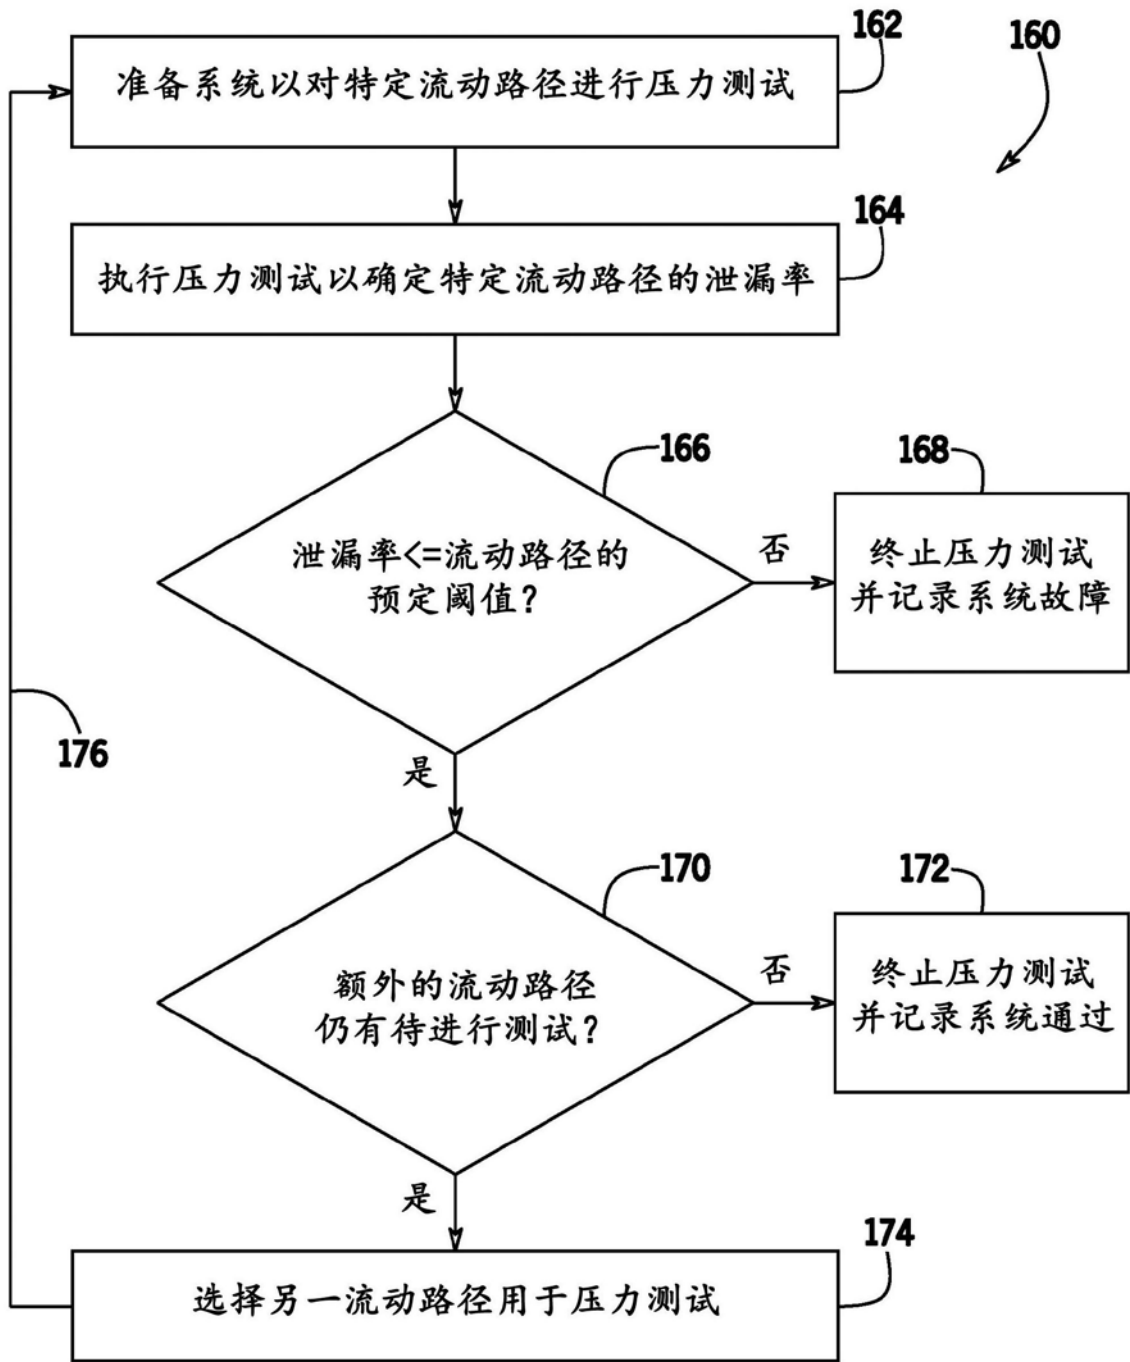 162
160
准备系统以对特定流动路径进行压力测试
164
执行压力测试以确定特定流动路径的泄漏率
166
168
泄漏率<=流动路径的
预定阈值?
否
终止压力测试
并记录系统故障
176
是
170
172
额外的流动路径
仍有待进行测试?
否
终止压力测试
并记录系统通过
是
174
选择另一流动路径用于压力测试